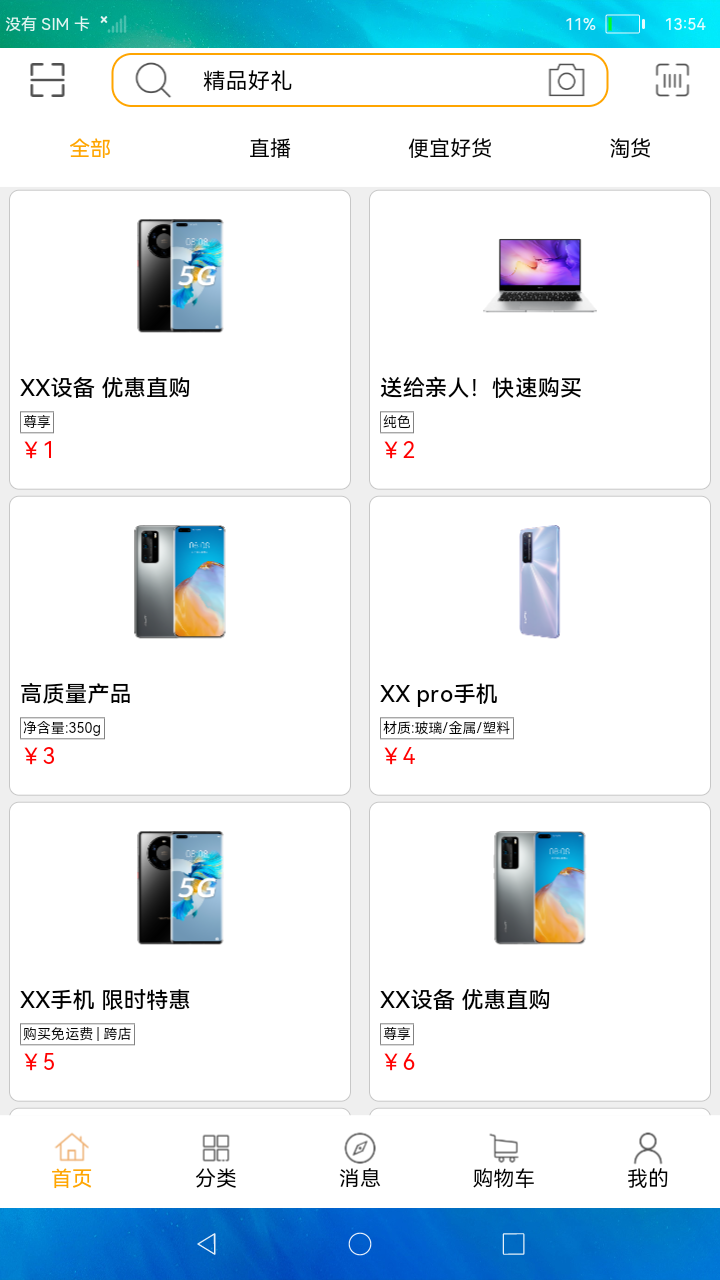 没有 SIM 卡 11% 13:54
精品好礼
全部 直播 便宜好货 淘货
5G
XX设备 优惠直购
尊享
￥1
送给亲人！快速购买
纯色
￥2
高质量产品
净含量:350g
￥3
XX pro手机
材质:玻璃/金属/塑料
￥4
5G
XX手机 限时特惠
购买免运费 | 跨店
￥5
XX设备 优惠直购
尊享
￥6
首页 分类 消息 购物车 我的